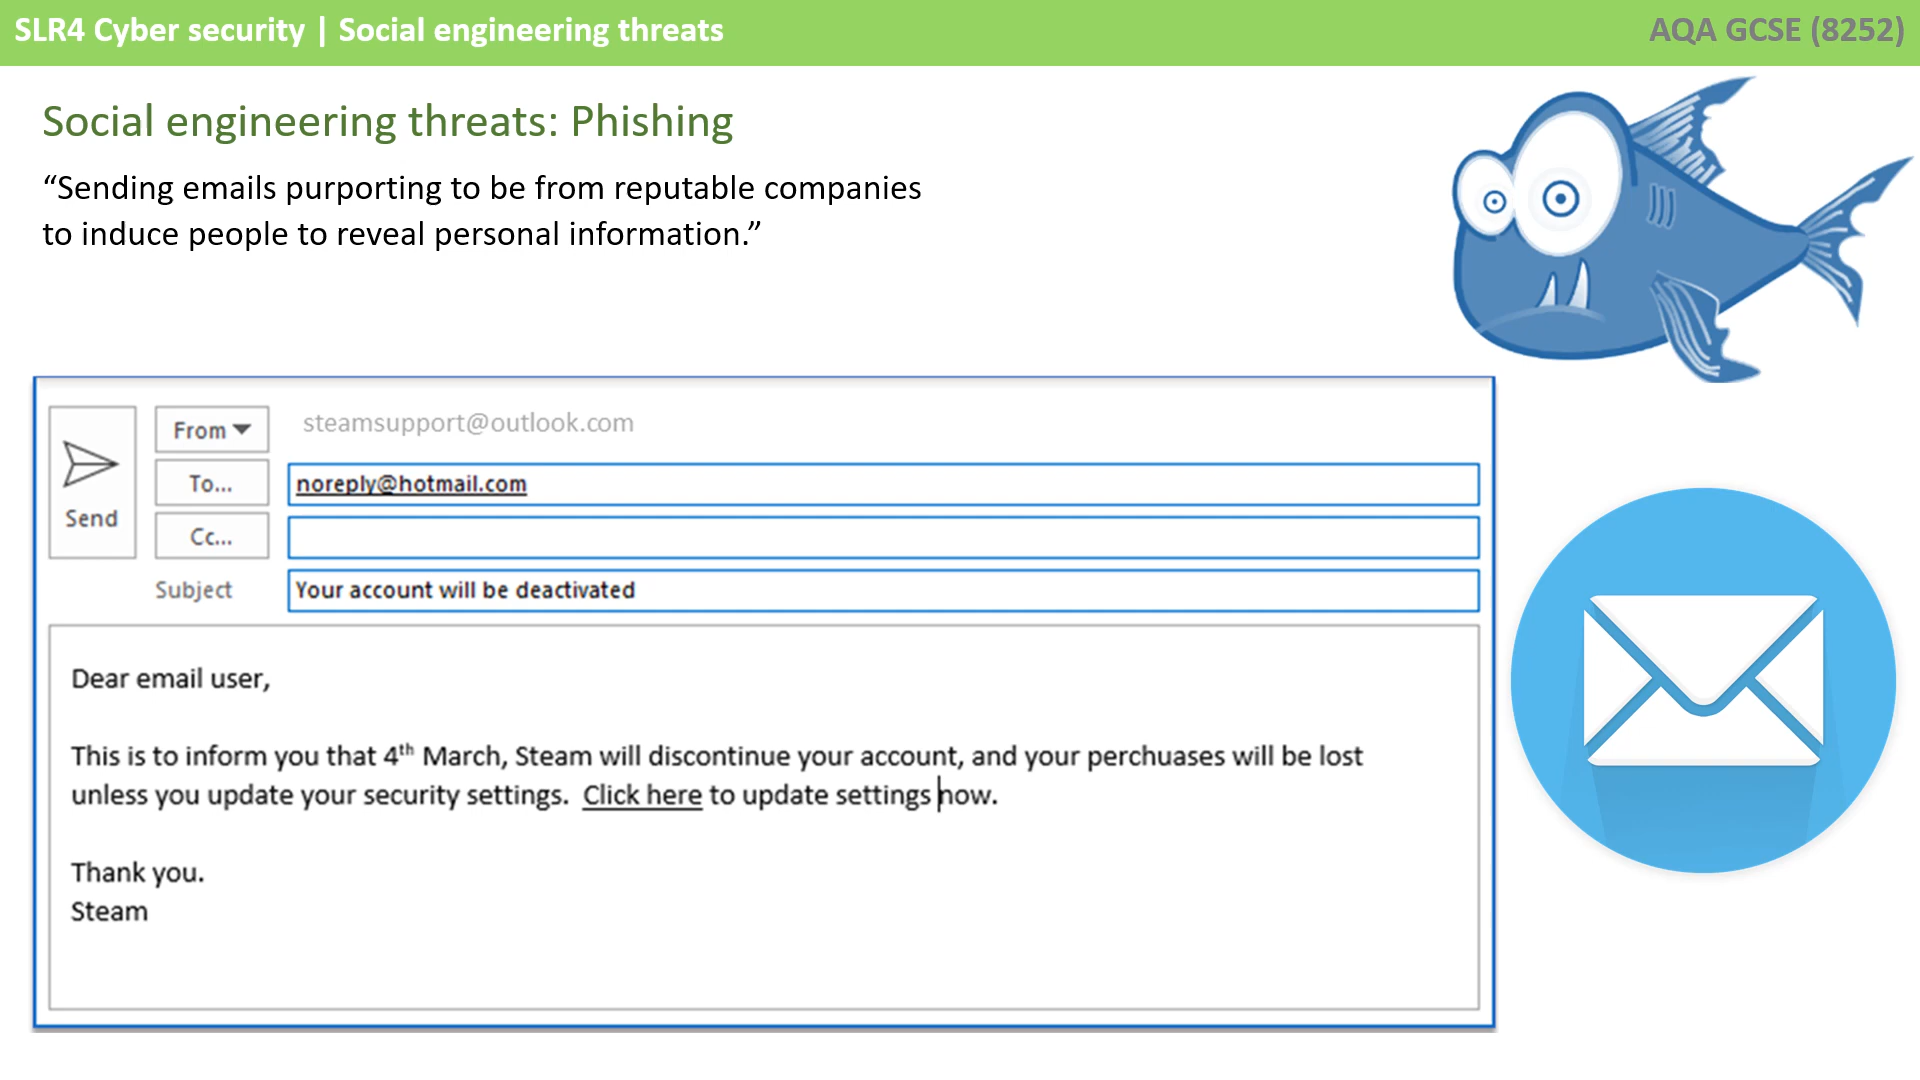 SLR4 Cyber security | Social engineering threats
AQA GCSE (8252)
Social engineering threats: Phishing
“Sending emails purporting to be from reputable companies
to induce people to reveal personal information.”
From
steamsupport@outlook.com
To...
noreply@hotmail.com
Send
Cc...
Subject
Your account will be deactivated
Dear email user,
This is to inform you that 4th March, Steam will discontinue your account, and your perchuases will be lost
unless you update your security settings. Click here to update settings now.
Thank you.
Steam